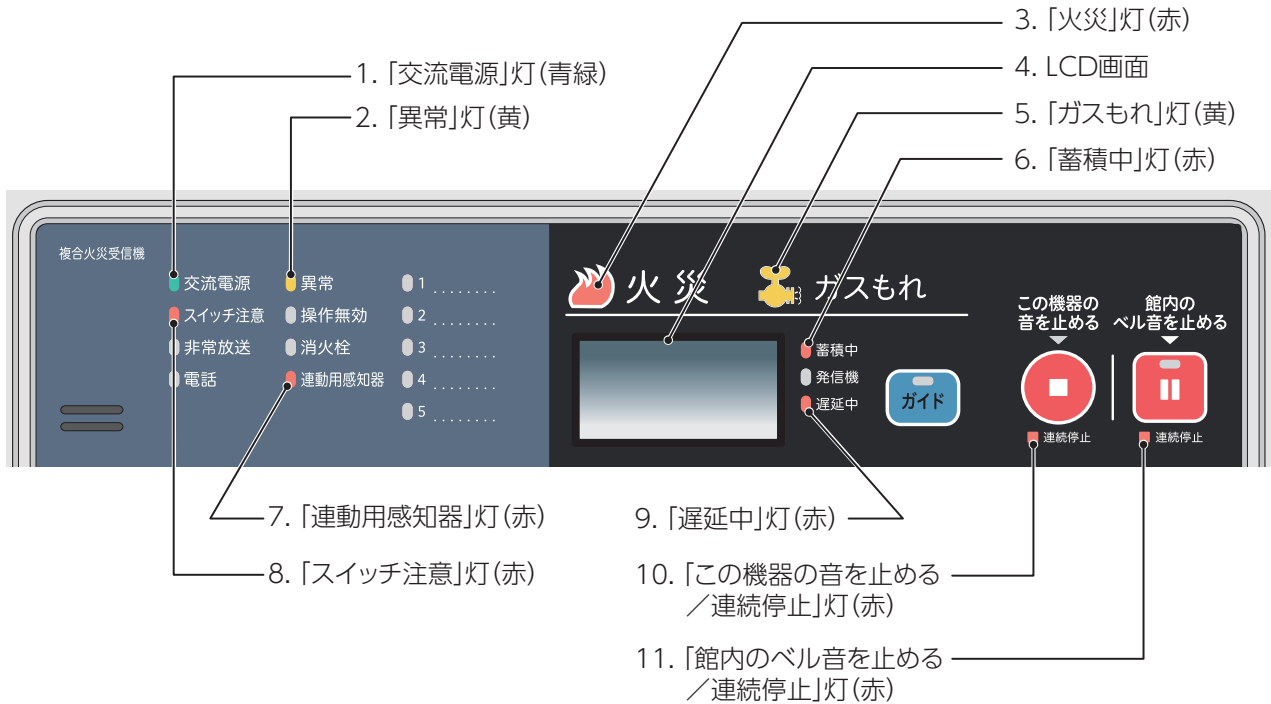 3. 「火災」灯(赤)
4. LCD画面
5. 「ガスもれ」灯(黄)
6. 「蓄積中」灯(赤)
1. 「交流電源」灯(青緑)
2. 「異常」灯(黄)
複合火災受信機
交流電源
異常
1 ........
スイッチ注意
操作無効
2 ........
非常放送
消火栓
3 ........
電話
連動用感知器
4 ........
5 ........
火災
ガスもれ
蓄積中
発信機
遅延中
ガイド
この機器の
音を止める
館内の
ベル音を止める
連続停止
連続停止
7. 「連動用感知器」灯(赤)
8. 「スイッチ注意」灯(赤)
9. 「遅延中」灯(赤)
10. 「この機器の音を止める
/連続停止」灯(赤)
11. 「館内のベル音を止める
/連続停止」灯(赤)